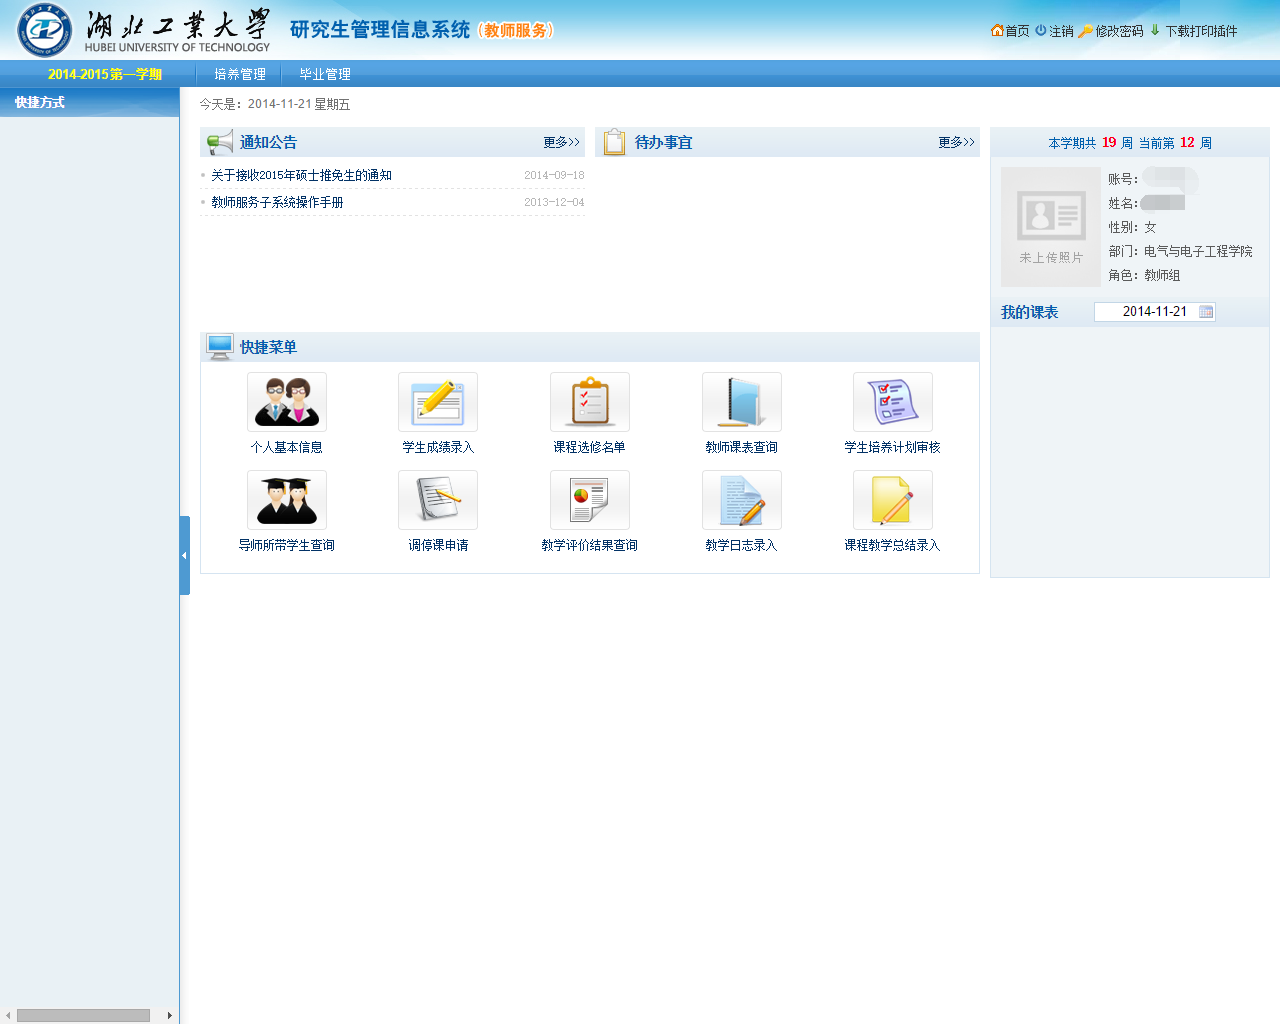 湖北工业大学
HUBEI UNIVERSITY OF TECHNOLOGY
研究生管理信息系统 (教师服务)
首页 注销 修改密码 下载打印插件
2014-2015第一学期 培养管理 毕业管理
快捷方式
今天是：2014-11-21 星期五
通知公告 更多>>
关于接收2015年硕士推免生的通知 2014-09-18
教师服务子系统操作手册 2013-12-04
待办事宜 更多>>
本学期共 19 周 当前第 12 周
未上传照片
账号：
姓名：
性别：女
部门：电气与电子工程学院
角色：教师组
我的课表 2014-11-21
快捷菜单
个人基本信息 学生成绩录入 课程选修名单 教师课表查询 学生培养计划审核
导师所带学生查询 调停课申请 教学评价结果查询 教学日志录入 课程教学总结录入